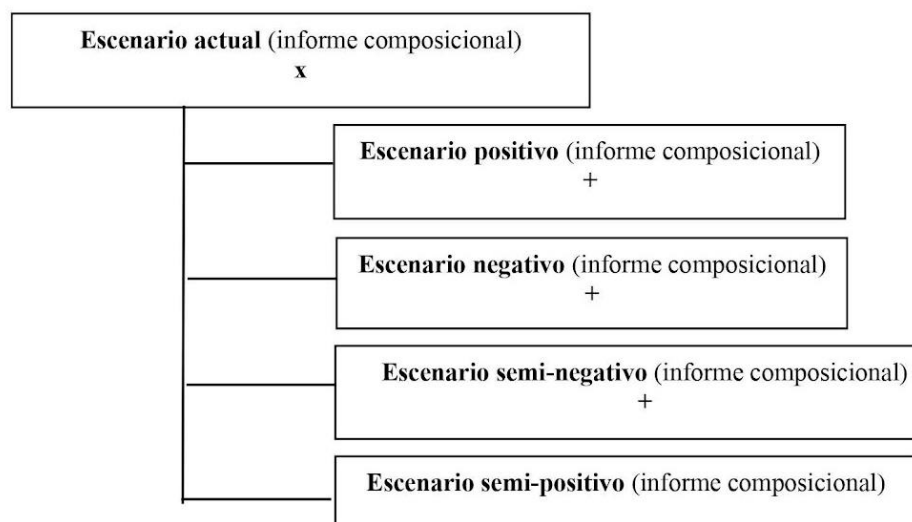 Escenario actual (informe composicional)
x
Escenario positivo (informe composicional)
+
Escenario negativo (informe composicional)
+
Escenario semi-negativo (informe composicional)
+
Escenario semi-positivo (informe composicional)